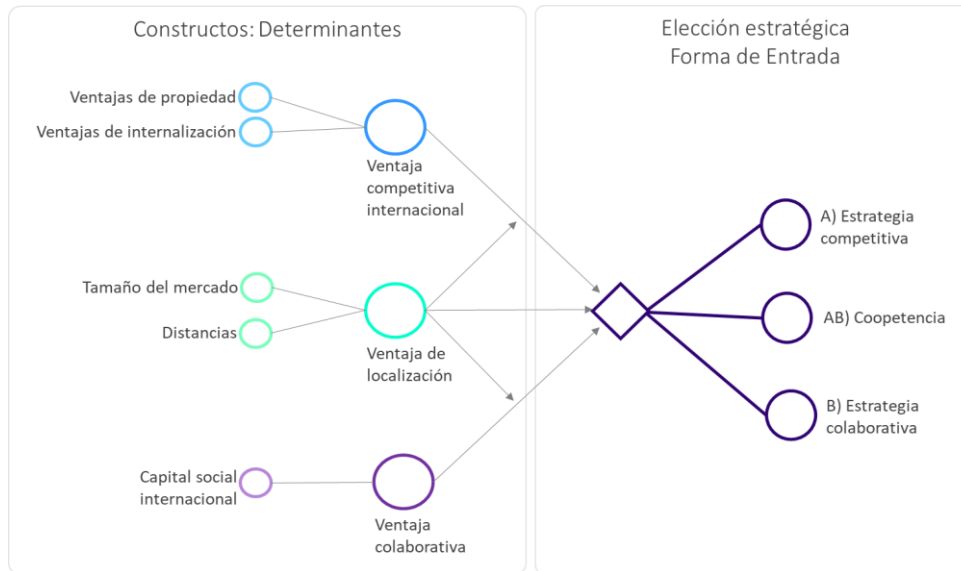 Constructos: Determinantes
Ventajas de propiedad
Ventajas de internalización
Ventaja
competitiva
internacional
Tamaño del mercado
Distancias
Ventaja de
localización
Capital social
internacional
Ventaja
colaborativa
Elección estratégica
Forma de Entrada
A) Estrategia
competitiva
AB) Coopetencia
B) Estrategia
colaborativa